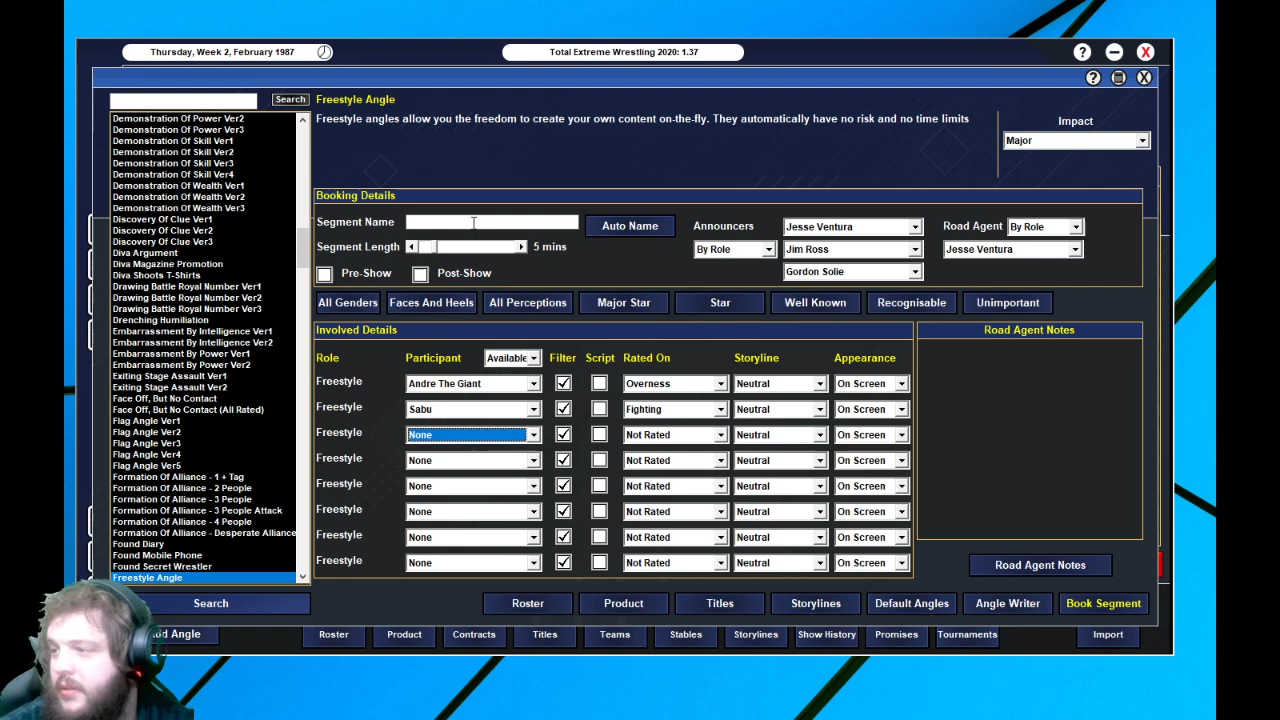 Thursday, Week 2, February 1987
Total Extreme Wrestling 2020: 1.37
? X
? X
Search
Freestyle Angle
Freestyle angles allow you the freedom to create your own content on-the-fly. They automatically have no risk and no time limits
Impact
Major
Demonstration Of Power Ver2
Demonstration Of Power Ver3
Demonstration Of Skill Ver1
Demonstration Of Skill Ver2
Demonstration Of Skill Ver3
Demonstration Of Skill Ver4
Demonstration Of Wealth Ver1
Demonstration Of Wealth Ver2
Demonstration Of Wealth Ver3
Discovery Of Clue Ver1
Discovery Of Clue Ver2
Discovery Of Clue Ver3
Diva Argument
Diva Magazine Promotion
Diva Shoots T-Shirts
Drawing Battle Royal Number Ver1
Drawing Battle Royal Number Ver2
Drawing Battle Royal Number Ver3
Drenching Humiliation
Embarrassment By Intelligence Ver1
Embarrassment By Intelligence Ver2
Embarrassment By Power Ver1
Embarrassment By Power Ver2
Exiting Stage Assault Ver1
Exiting Stage Assault Ver2
Face Off, But No Contact
Face Off, But No Contact (All Rated)
Flag Angle Ver1
Flag Angle Ver2
Flag Angle Ver3
Flag Angle Ver4
Flag Angle Ver5
Formation Of Alliance - 1 + Tag
Formation Of Alliance - 2 People
Formation Of Alliance - 3 People
Formation Of Alliance - 3 People Attack
Formation Of Alliance - 4 People
Formation Of Alliance - Desperate Alliance
Found Diary
Found Mobile Phone
Found Secret Wrestler
Freestyle Angle
Search
Booking Details
Segment Name
Auto Name
Announcers
Jesse Ventura
Road Agent
By Role
Segment Length
5 mins
By Role
Jim Ross
Jesse Ventura
Pre-Show
Post-Show
Gordon Solie
All Genders
Faces And Heels
All Perceptions
Major Star
Star
Well Known
Recognisable
Unimportant
Involved Details
Road Agent Notes
Role
Participant
Available
Filter
Script
Rated On
Storyline
Appearance
Freestyle Andre The Giant Overness Neutral On Screen
Freestyle Sabu Fighting Neutral On Screen
Freestyle None Not Rated Neutral On Screen
Freestyle None Not Rated Neutral On Screen
Freestyle None Not Rated Neutral On Screen
Freestyle None Not Rated Neutral On Screen
Freestyle None Not Rated Neutral On Screen
Freestyle None Not Rated Neutral On Screen
Road Agent Notes
Roster
Product
Titles
Storylines
Default Angles
Angle Writer
Book Segment
Angle
Roster
Product
Contracts
Titles
Teams
Stables
Storylines
Show History
Promises
Tournaments
Import